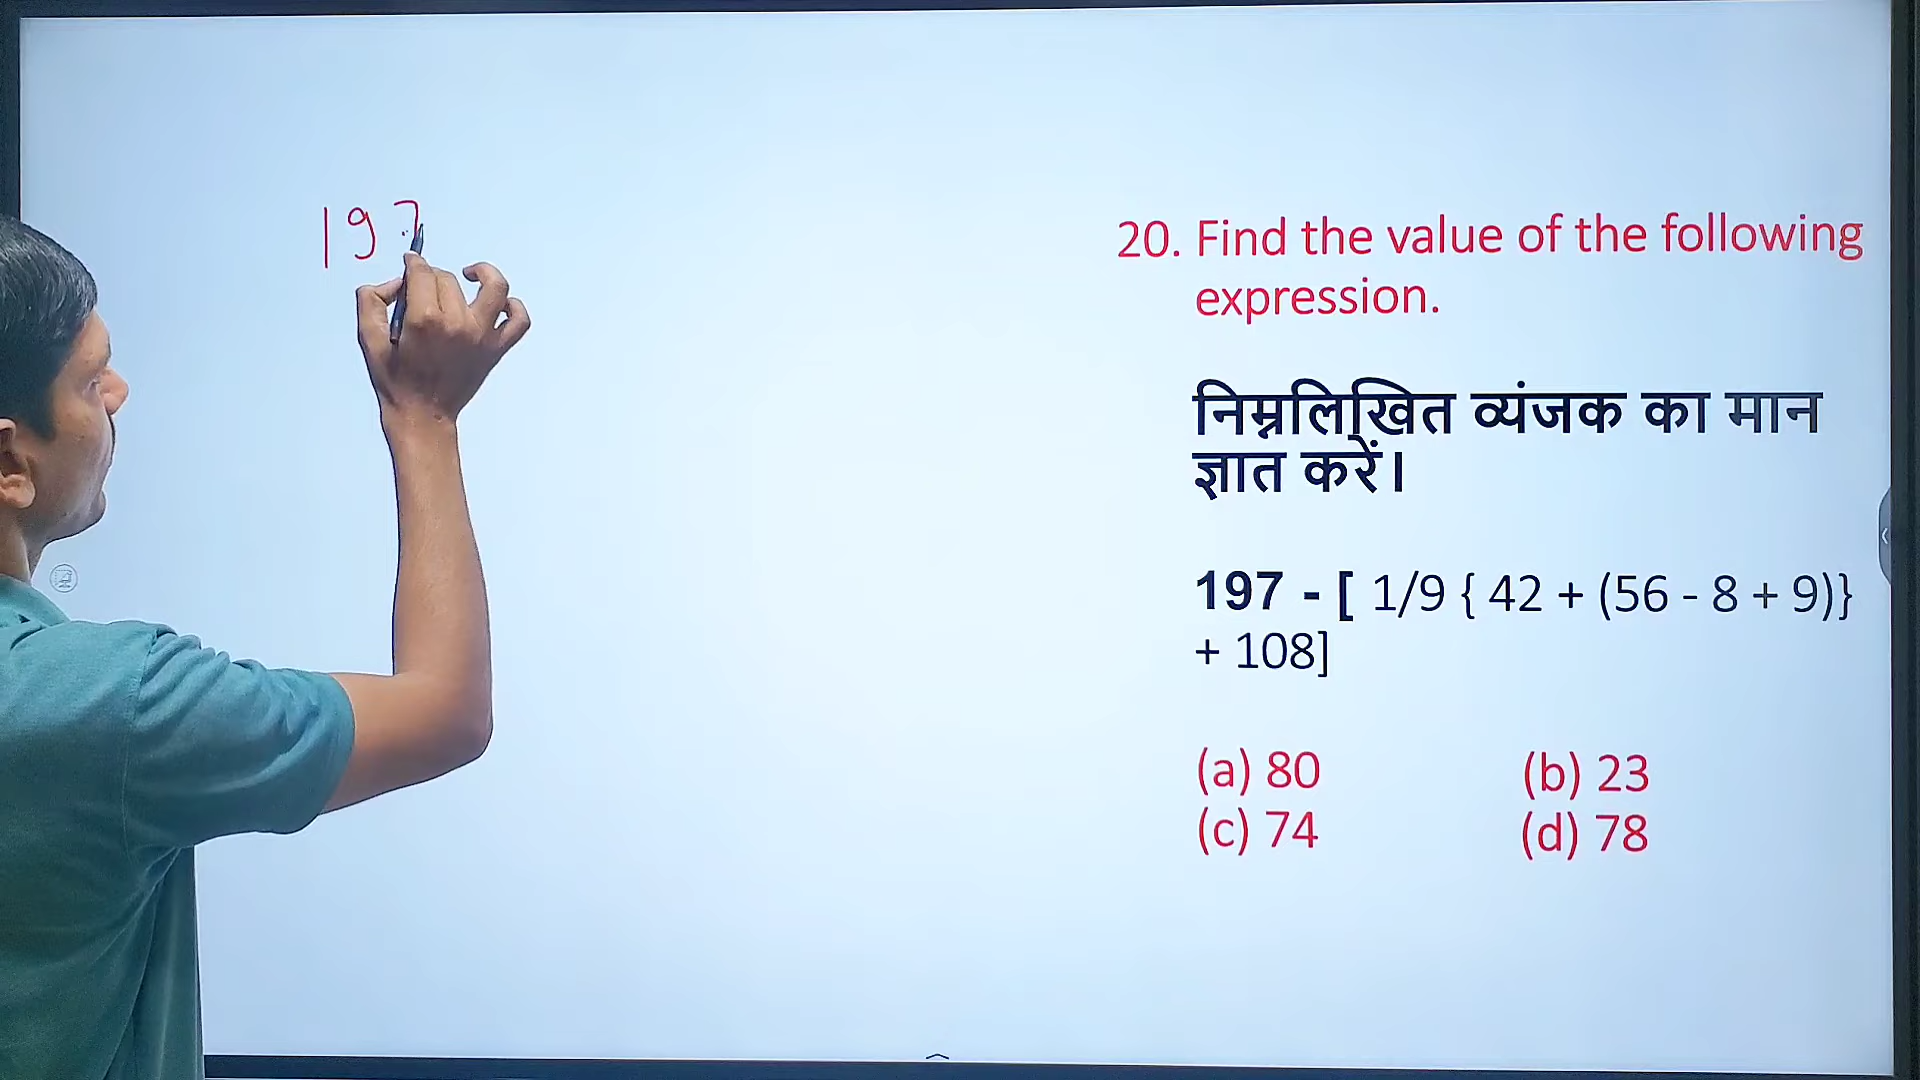 197
20. Find the value of the following
expression.
निम्नलिखित व्यंजक का मान
ज्ञात करें।
197 - [ 1/9 { 42 + (56 - 8 + 9)}
+ 108]
(a) 80 (b) 23
(c) 74 (d) 78